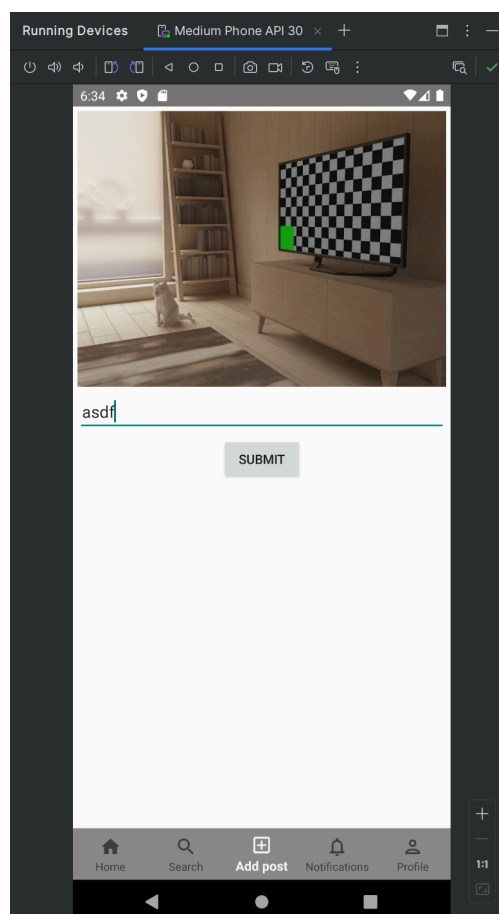 Running Devices Medium Phone API 30
6:34
asdf
SUBMIT
Home Search Add post Notifications Profile
1:1